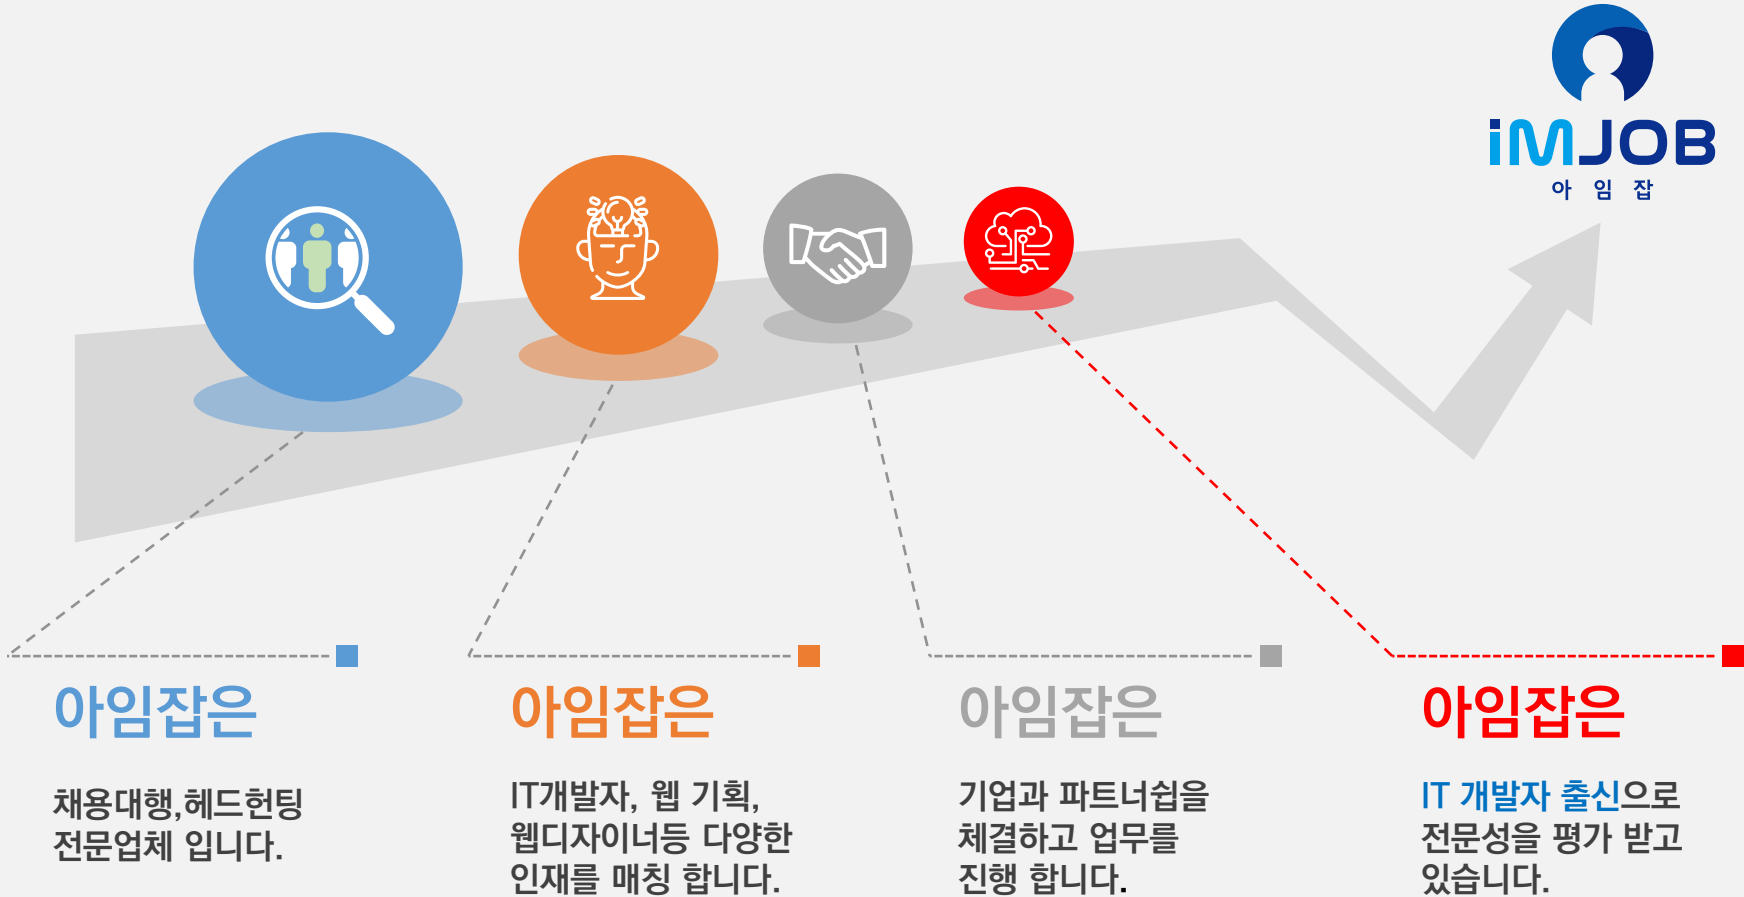 iMJOB
아임잡
아임잡은
채용대행,헤드헌팅
전문업체 입니다.
아임잡은
IT개발자, 웹 기획,
웹디자이너등 다양한
인재를 매칭 합니다.
아임잡은
기업과 파트너쉽을
체결하고 업무를
진행 합니다.
아임잡은
IT 개발자 출신으로
전문성을 평가 받고
있습니다.